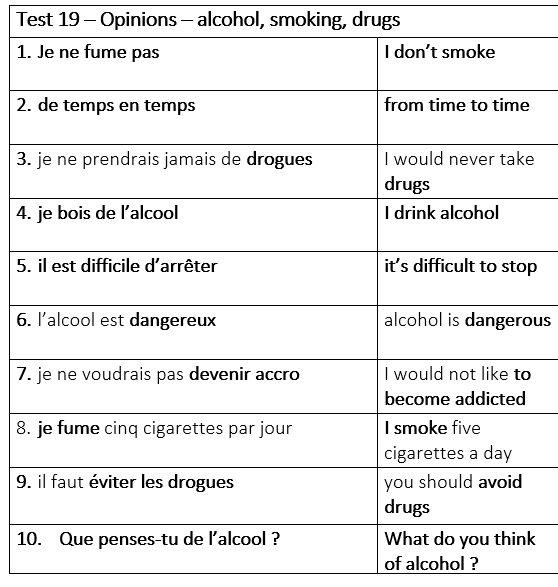 Test 19 – Opinions – alcohol, smoking, drugs
1. Je ne fume pas
I don't smoke
2. de temps en temps
from time to time
3. je ne prendrais jamais de drogues
I would never take
drugs
4. je bois de l'alcool
I drink alcohol
5. il est difficile d'arrêter
it's difficult to stop
6. l'alcool est dangereux
alcohol is dangerous
7. je ne voudrais pas devenir accro
I would not like to
become addicted
8. je fume cinq cigarettes par jour
I smoke five
cigarettes a day
9. il faut éviter les drogues
you should avoid
drugs
10. Que penses-tu de l'alcool ?
What do you think
of alcohol ?